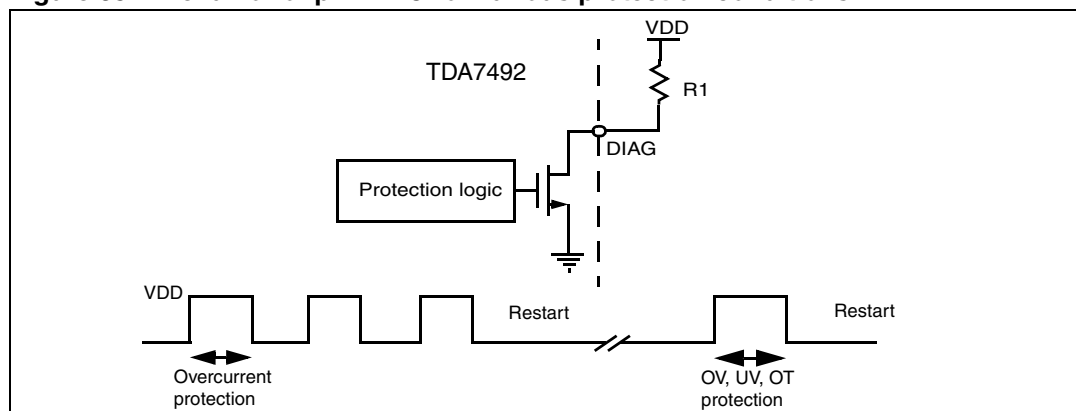 VDD
TDA7492
R1
DIAG
Protection logic
VDD
Restart
Restart
Overcurrent
protection
OV, UV, OT
protection